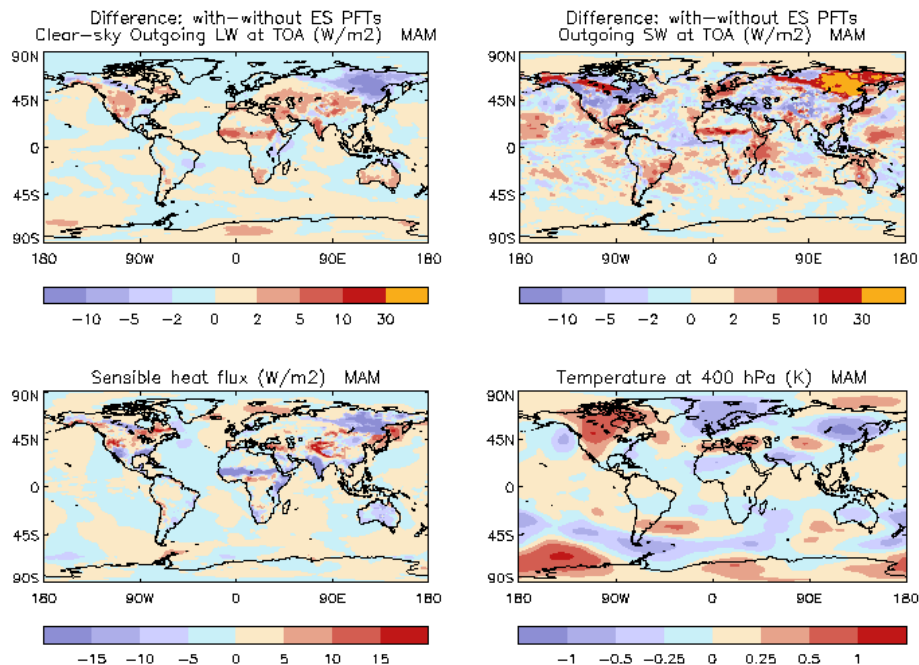 Difference: with-without ES PFTs
Clear-sky Outgoing LW at TOA (W/m2) MAM
90N
45N
0
45S
90S
180 90W 0 90E 180
-10 -5 -2 0 2 5 10 30
Difference: with-without ES PFTs
Outgoing SW at TOA (W/m2) MAM
90N
45N
0
45S
90S
180 90W 0 90E 180
-10 -5 -2 0 2 5 10 30
Sensible heat flux (W/m2) MAM
90N
45N
0
45S
90S
180 90W 0 90E 180
-15 -10 -5 0 5 10 15
Temperature at 400 hPa (K) MAM
90N
45N
0
45S
90S
180 90W 0 90E 180
-1 -0.5 -0.25 0 0.25 0.5 1